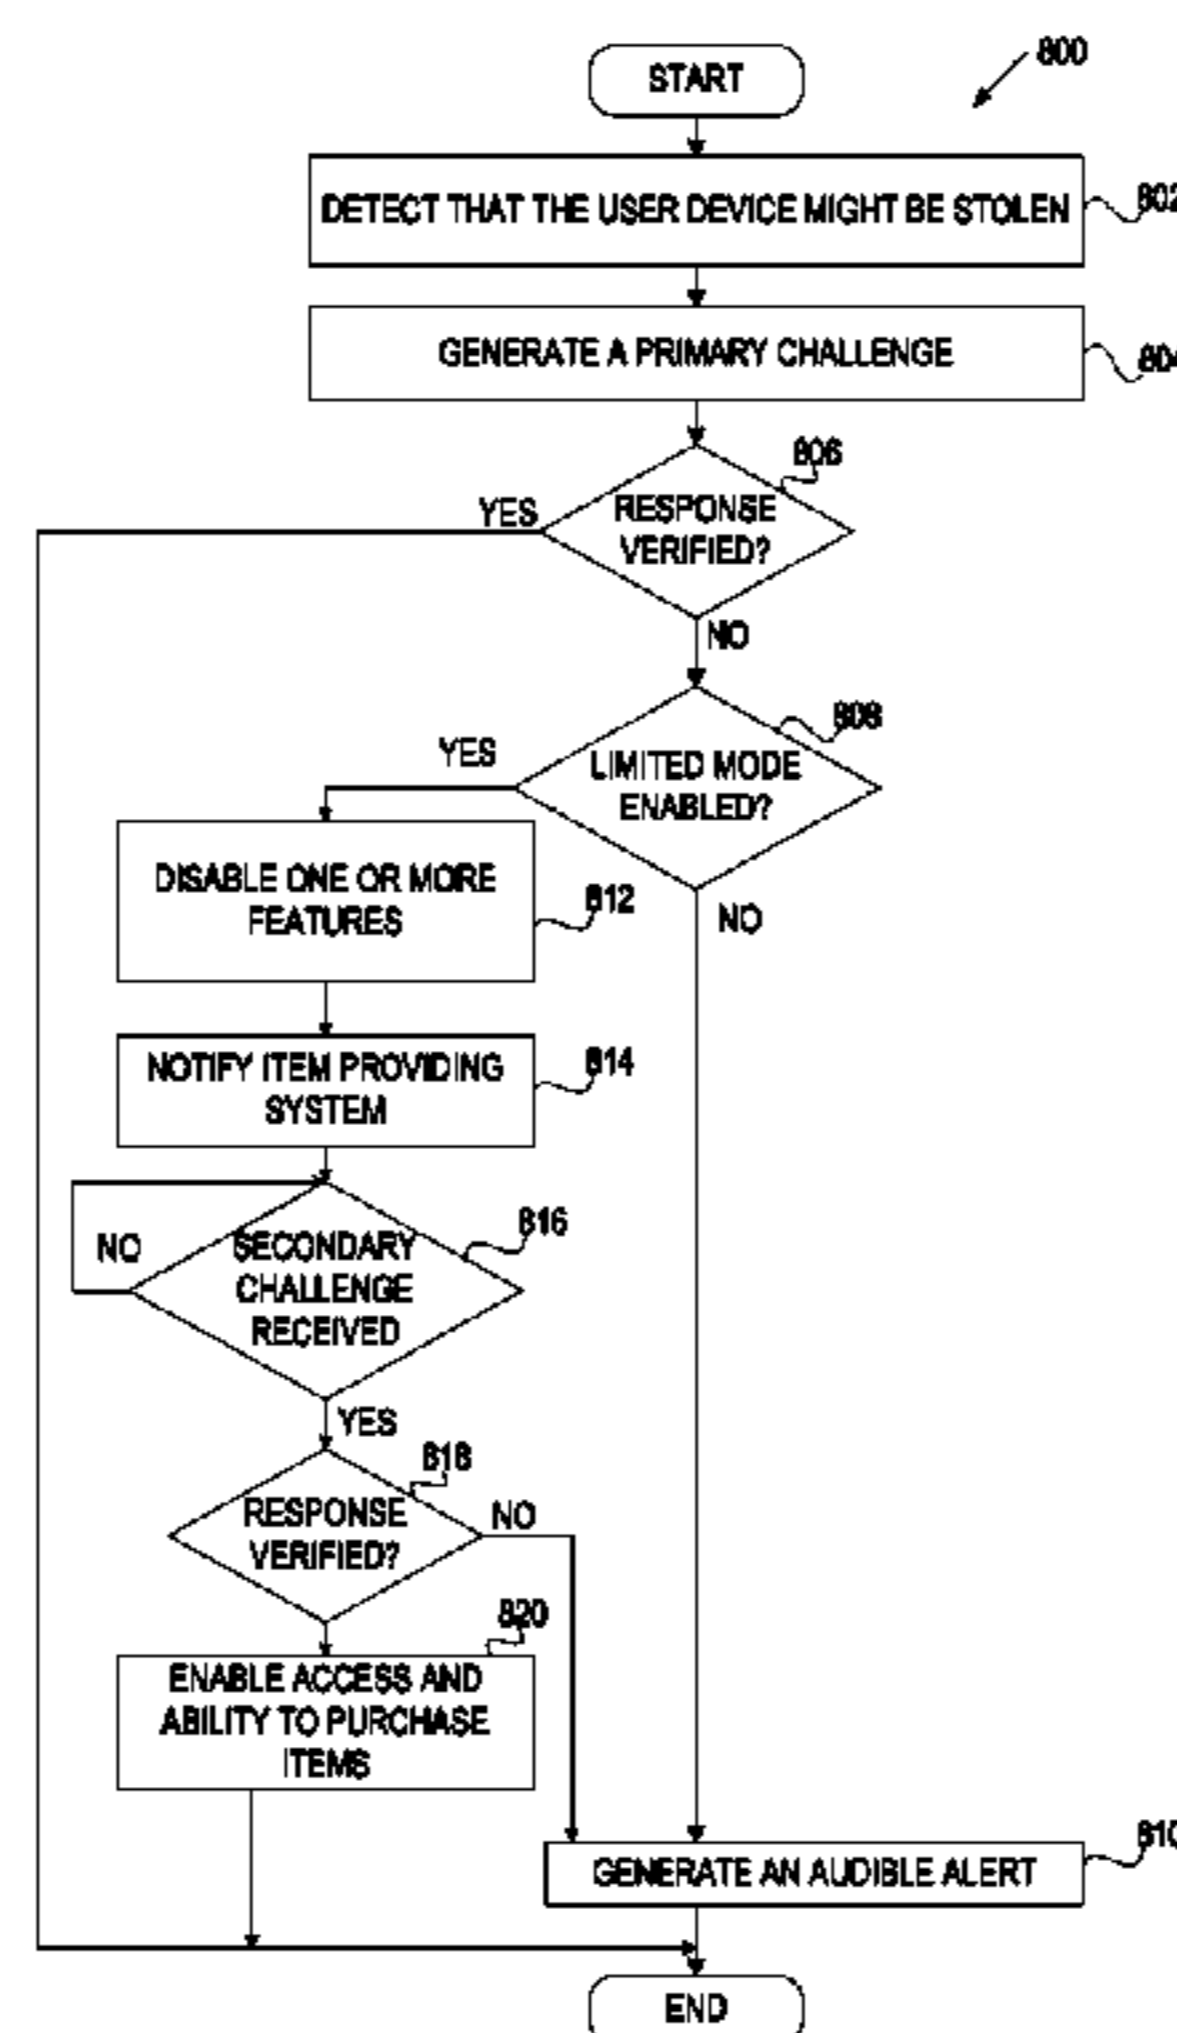 START
800
DETECT THAT THE USER DEVICE MIGHT BE STOLEN
802
GENERATE A PRIMARY CHALLENGE
804
806
YES
RESPONSE
VERIFIED?
NO
808
YES
LIMITED MODE
ENABLED?
DISABLE ONE OR MORE
FEATURES
812
NO
NOTIFY ITEM PROVIDING
SYSTEM
814
816
NO
SECONDARY
CHALLENGE
RECEIVED
YES
818
RESPONSE
VERIFIED?
NO
820
ENABLE ACCESS AND
ABILITY TO PURCHASE
ITEMS
810
GENERATE AN AUDIBLE ALERT
END